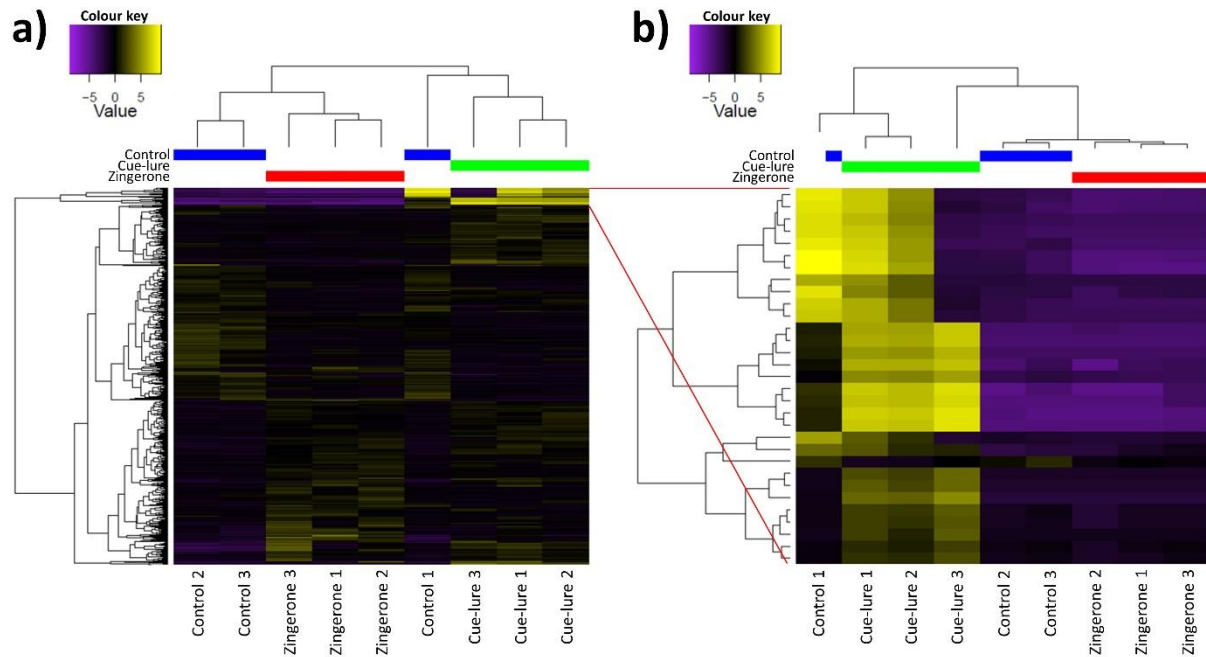 a)
Colour key
−5 0 5
Value
Control
Cue-lure
Zingerone
Control 2
Control 3
Zingerone 3
Zingerone 1
Zingerone 2
Control 1
Cue-lure 3
Cue-lure 1
Cue-lure 2
b)
Colour key
−5 0 5
Value
Control
Cue-lure
Zingerone
Control 1
Cue-lure 1
Cue-lure 2
Cue-lure 3
Control 2
Control 3
Zingerone 2
Zingerone 1
Zingerone 3